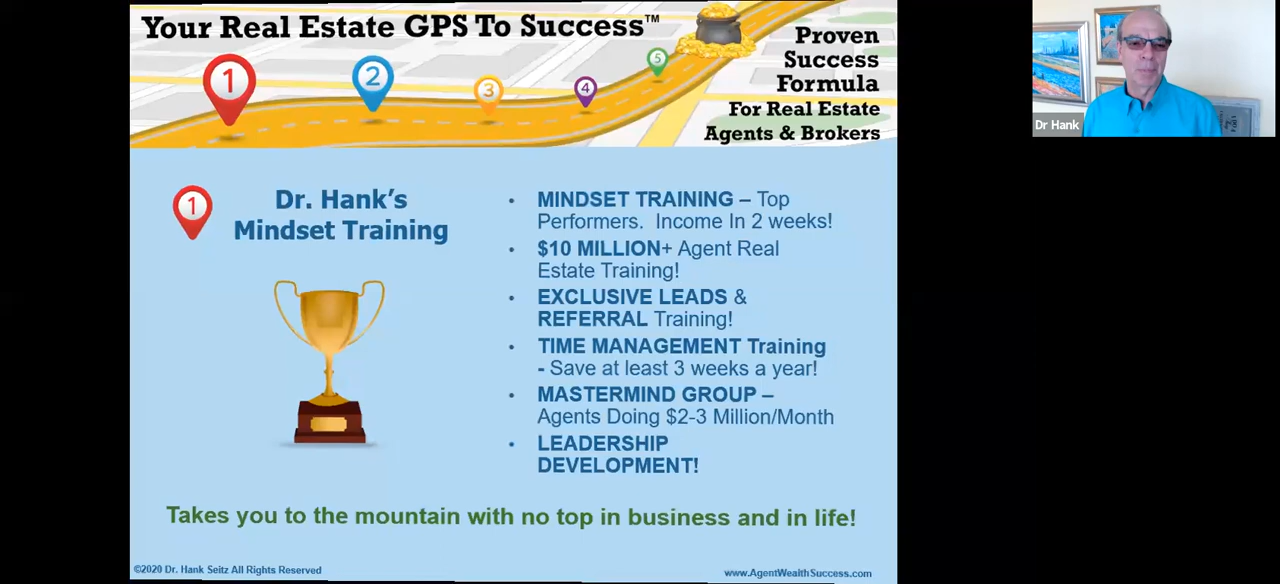 Your Real Estate GPS To Success™
1
2
3
4
5
Proven
Success
Formula
For Real Estate
Agents & Brokers
Dr Hank
1
Dr. Hank's
Mindset Training
• MINDSET TRAINING – Top
Performers. Income In 2 weeks!
• $10 MILLION+ Agent Real
Estate Training!
• EXCLUSIVE LEADS &
REFERRAL Training!
• TIME MANAGEMENT Training
- Save at least 3 weeks a year!
• MASTERMIND GROUP –
Agents Doing $2-3 Million/Month
• LEADERSHIP
DEVELOPMENT!
Takes you to the mountain with no top in business and in life!
©2020 Dr. Hank Seitz All Rights Reserved
www.AgentWealthSuccess.com